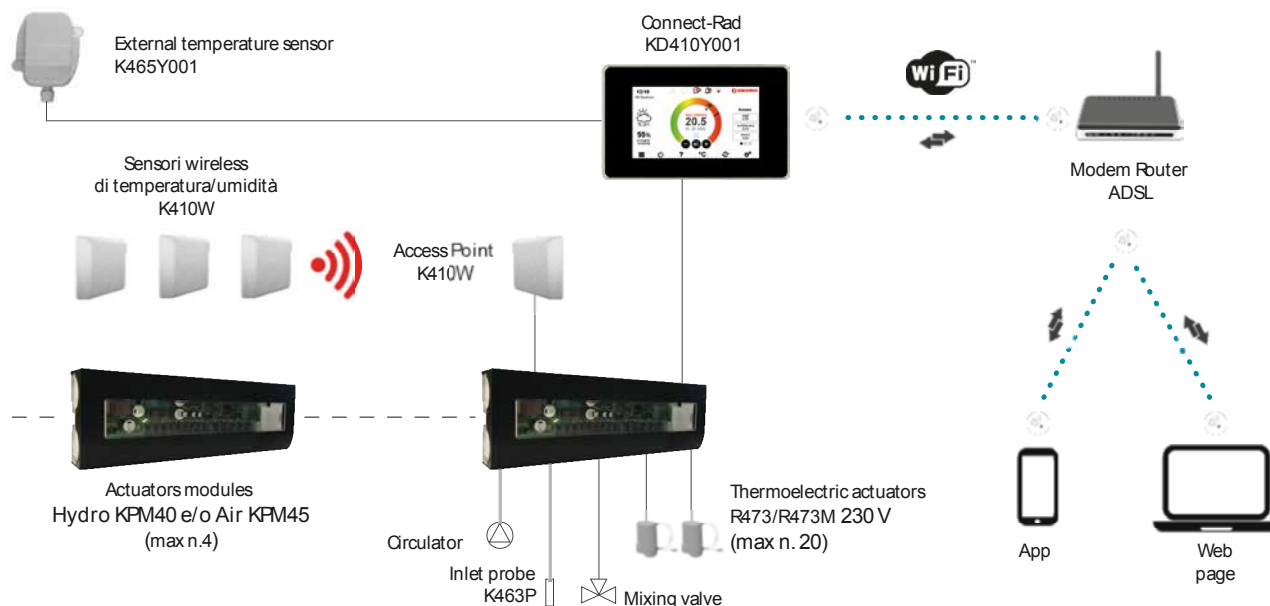 External temperature sensor
K465Y001
Connect-Rad
KD410Y001
WiFi™
20.5
55%
?
°C
Modem Router
ADSL
Sensori wireless
di temperatura/umidità
K410W
Access Point
K410W
Actuators modules
Hydro KPM40 e/o Air KPM45
(max n.4)
Circulator
Inlet probe
K463P
Mixing valve
Thermoelectric actuators
R473/R473M 230 V
(max n. 20)
App
Web
page